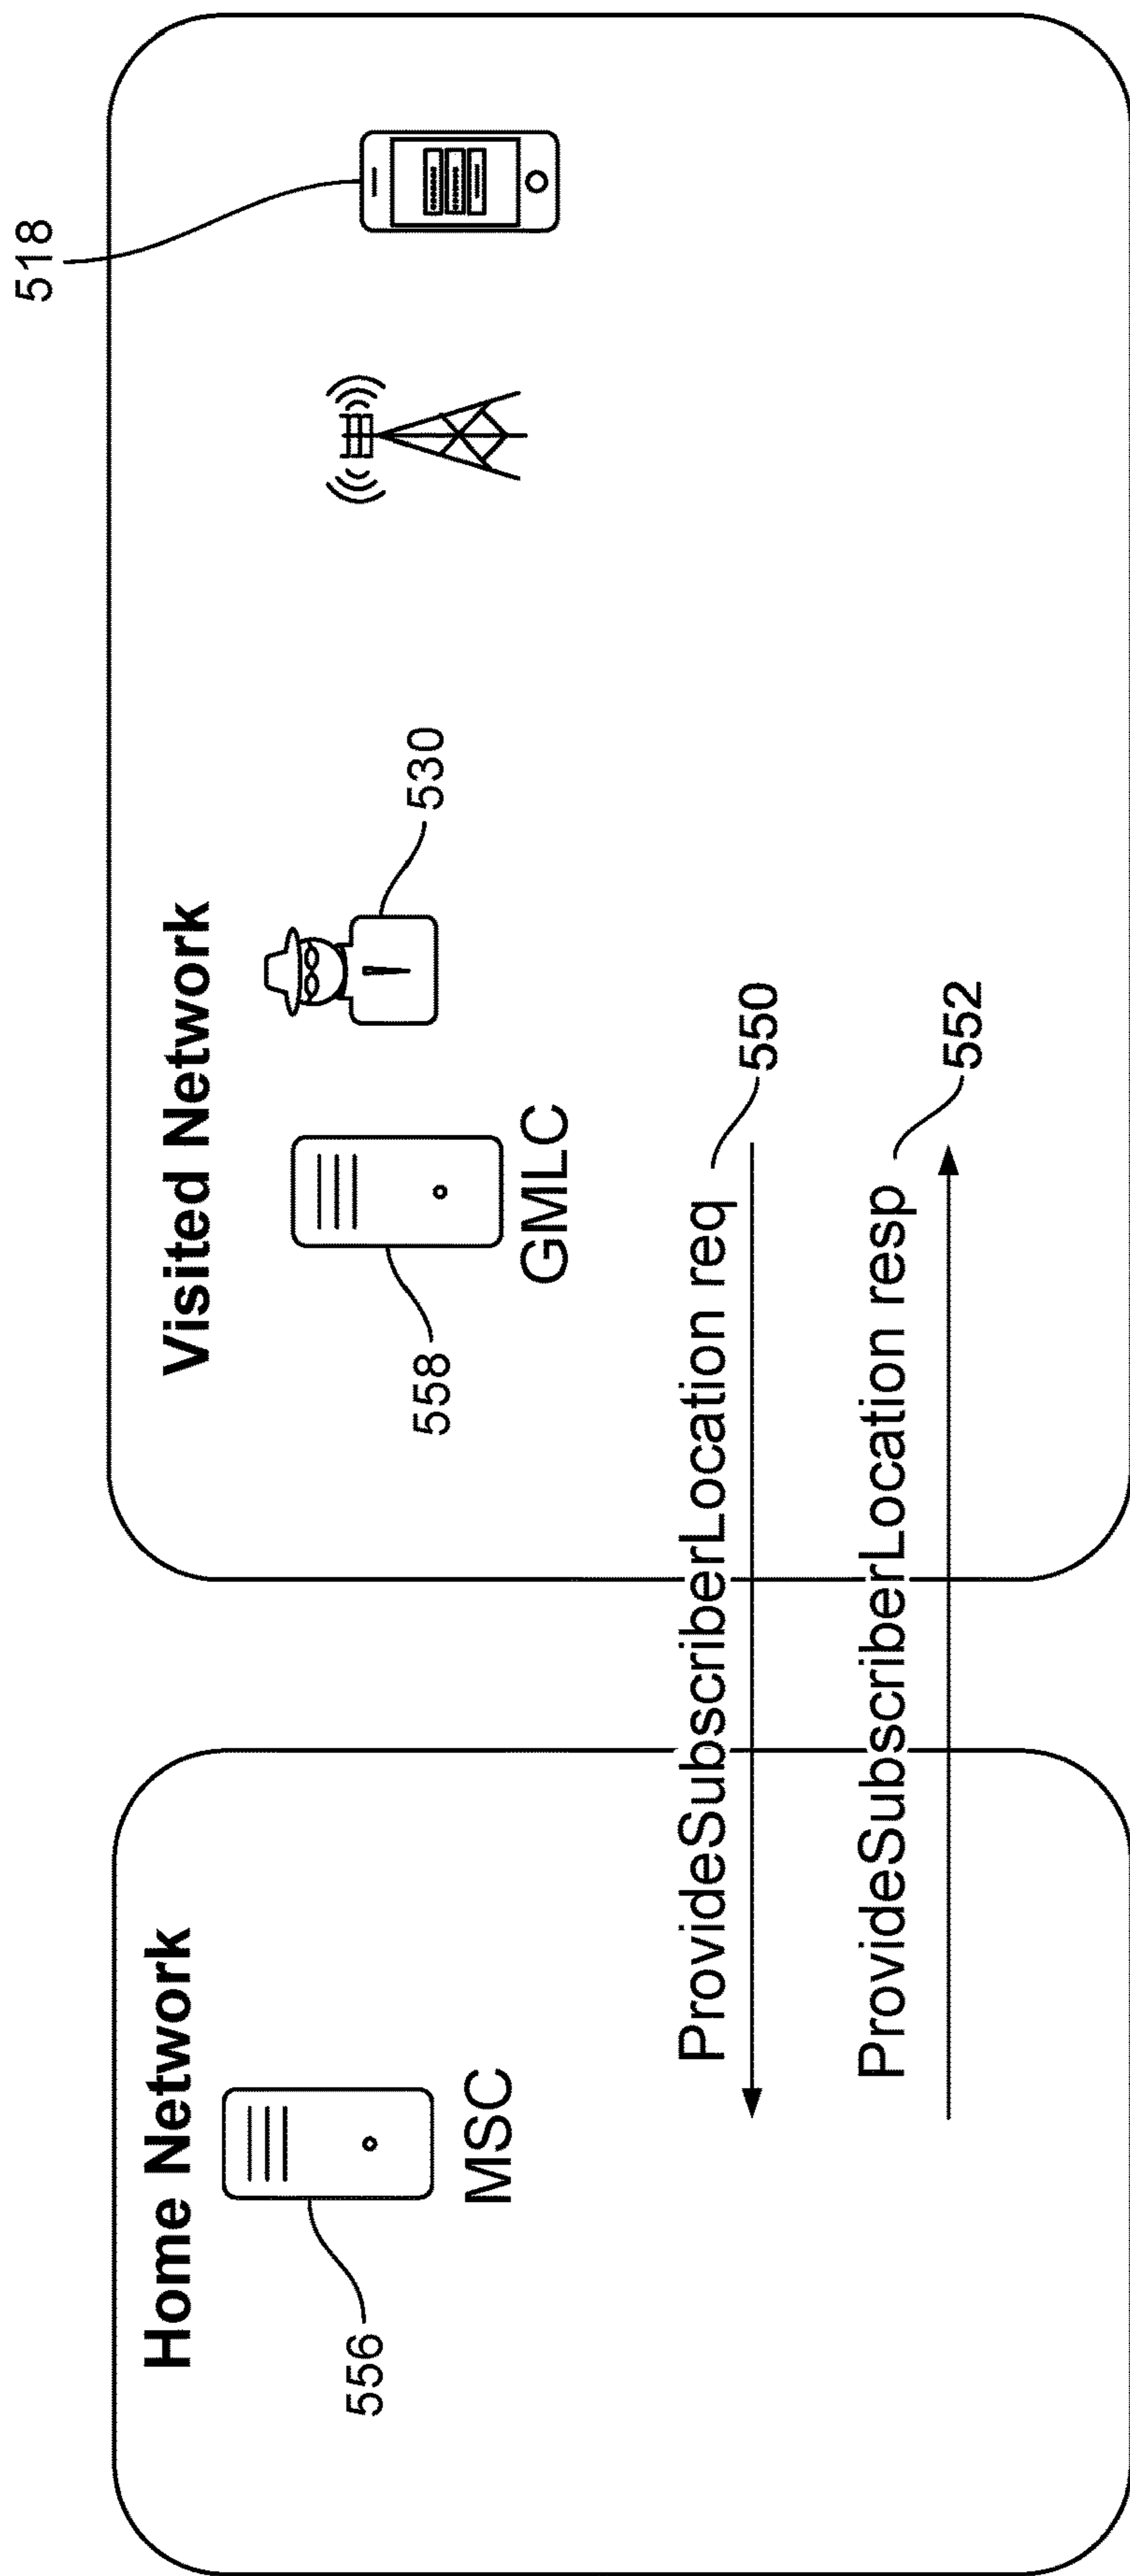 Home Network
556
MSC
Visited Network
518
530
558
GMLC
ProvideSubscriberLocation req
550
ProvideSubscriberLocation resp
552